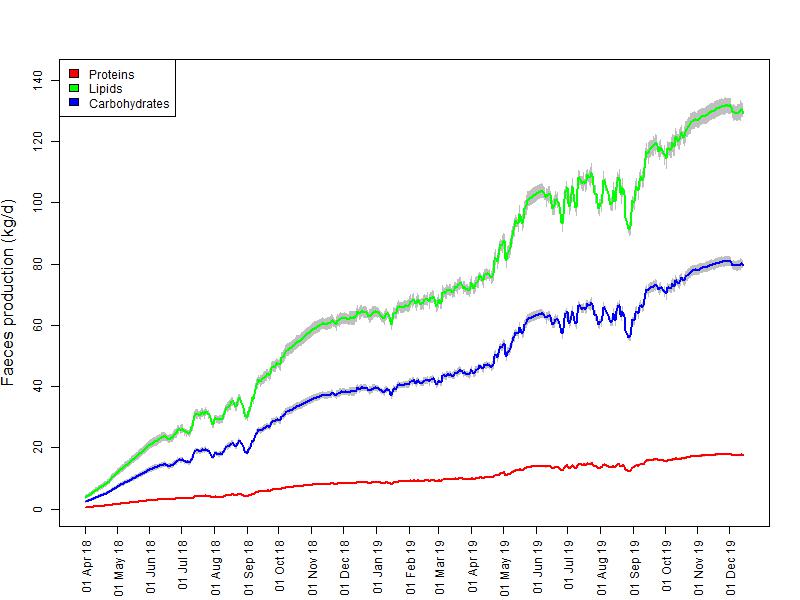 Proteins
Lipids
Carbohydrates
Faeces production (kg/d)
140
120
100
80
60
40
20
0
01 Apr 18
01 May 18
01 Jun 18
01 Jul 18
01 Aug 18
01 Sep 18
01 Oct 18
01 Nov 18
01 Dec 18
01 Jan 19
01 Feb 19
01 Mar 19
01 Apr 19
01 May 19
01 Jun 19
01 Jul 19
01 Aug 19
01 Sep 19
01 Oct 19
01 Nov 19
01 Dec 19